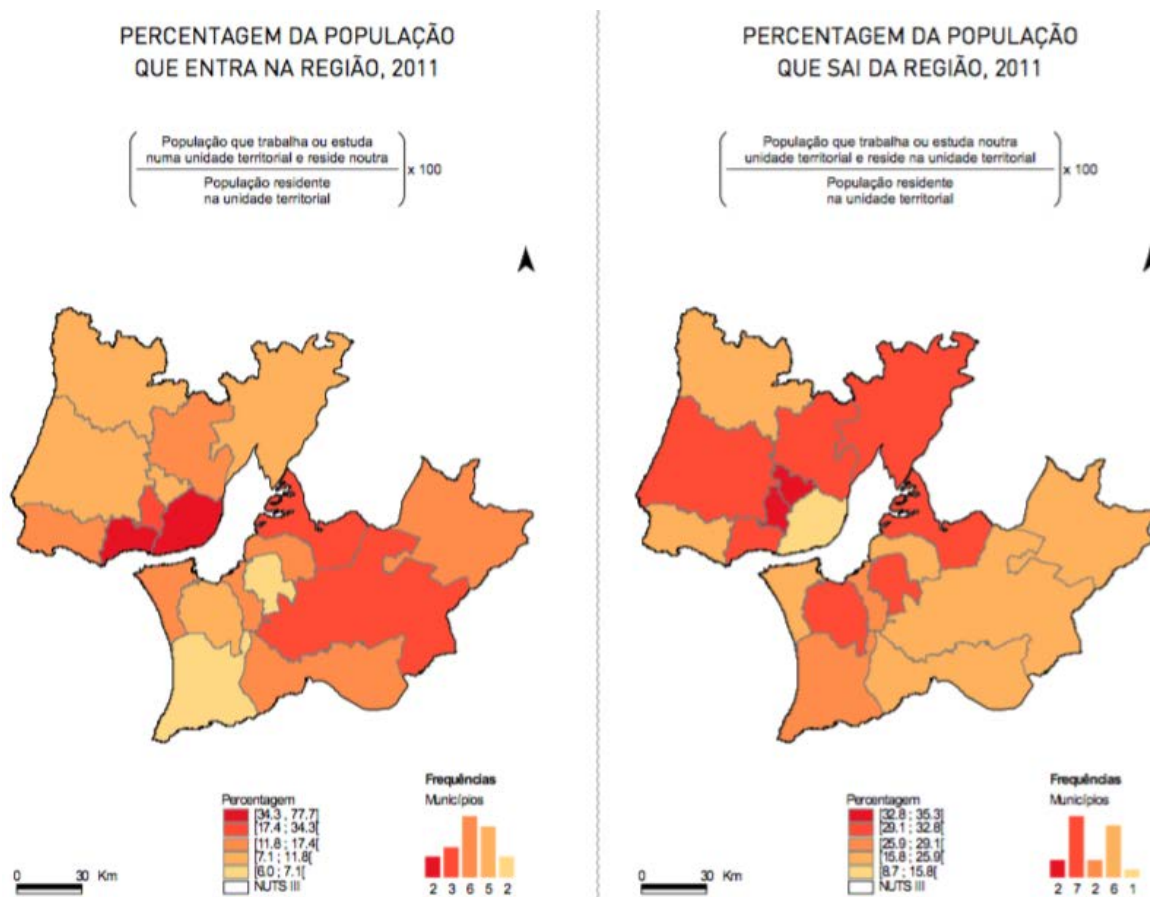 PERCENTAGEM DA POPULAÇÃO
QUE ENTRA NA REGIÃO, 2011
População que trabalha ou estuda
numa unidade territorial e reside noutra
x 100
População residente
na unidade territorial
Percentagem
[34.3 , 77.7]
[17.4 ; 34.3[
[11.8 ; 17.4[
[7.1 ; 11.8[
[6.0 ; 7.1[
NUTS III
Frequências
Municípios
2 3 6 5 2
0 30 Km
PERCENTAGEM DA POPULAÇÃO
QUE SAI DA REGIÃO, 2011
População que trabalha ou estuda noutra
unidade territorial e reside na unidade territorial
x 100
População residente
na unidade territorial
Percentagem
[32.8 ; 35.3]
[29.1 ; 32.8[
[25.9 ; 29.1[
[15.8 ; 25.9[
[8.7 ; 15.8[
NUTS III
Frequências
Municípios
2 7 2 6 1
0 30 Km